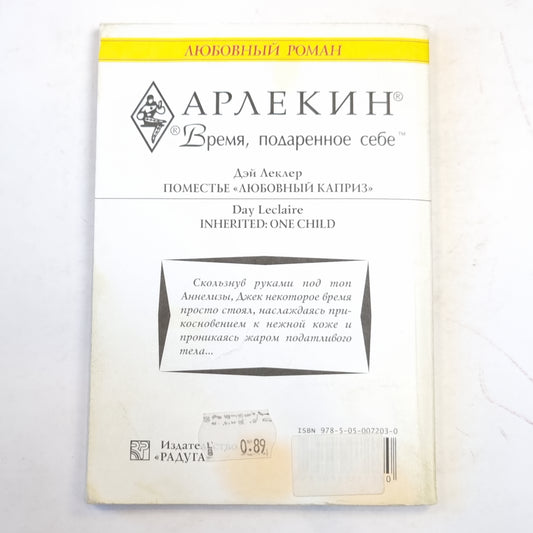 ЛЮБОВНЫЙ РОМАН
АРЛЕКИН®
®Время, подаренное себе™
Дэй Леклер
ПОМЕСТЬЕ «ЛЮБОВНЫЙ КАПРИЗ»
Day Leclaire
INHERITED: ONE CHILD
Скользнув руками под топ
Аннелизы, Джек некоторое время
просто стоял, наслаждаясь при-
косновением к нежной коже и
проникаясь жаром податливого
тела...
ISBN 978-5-05-007203-0
Издательство
«РАДУГА
0.89
0